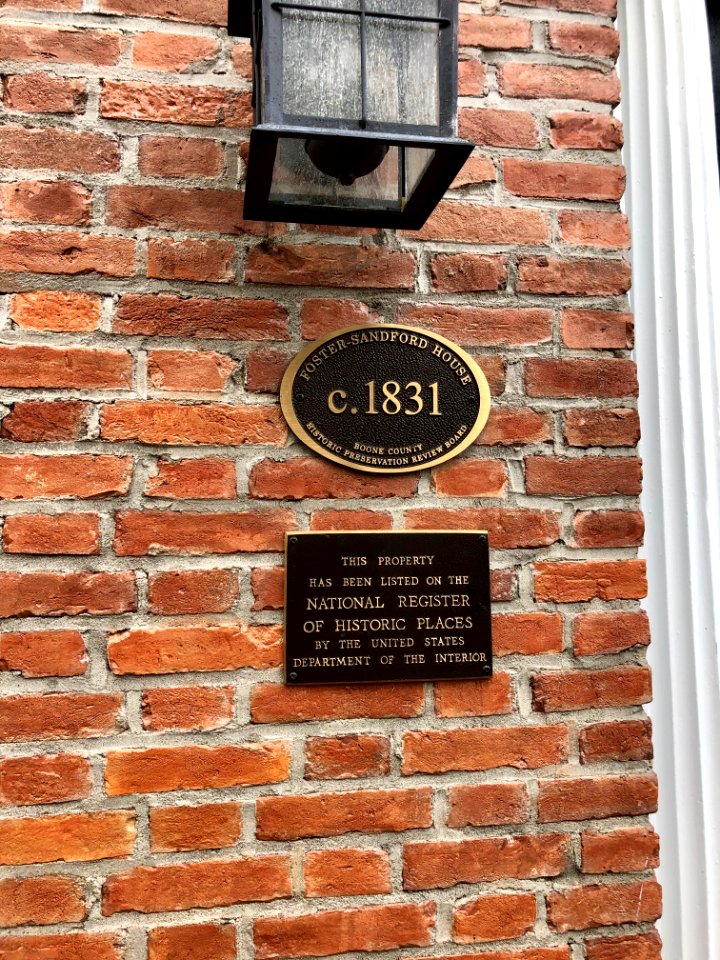 FOSTER-SANDFORD HOUSE
c.1831
BOONE COUNTY
HISTORIC PRESERVATION REVIEW BOARD
THIS PROPERTY
HAS BEEN LISTED ON THE
NATIONAL REGISTER
OF HISTORIC PLACES
BY THE UNITED STATES
DEPARTMENT OF THE INTERIOR